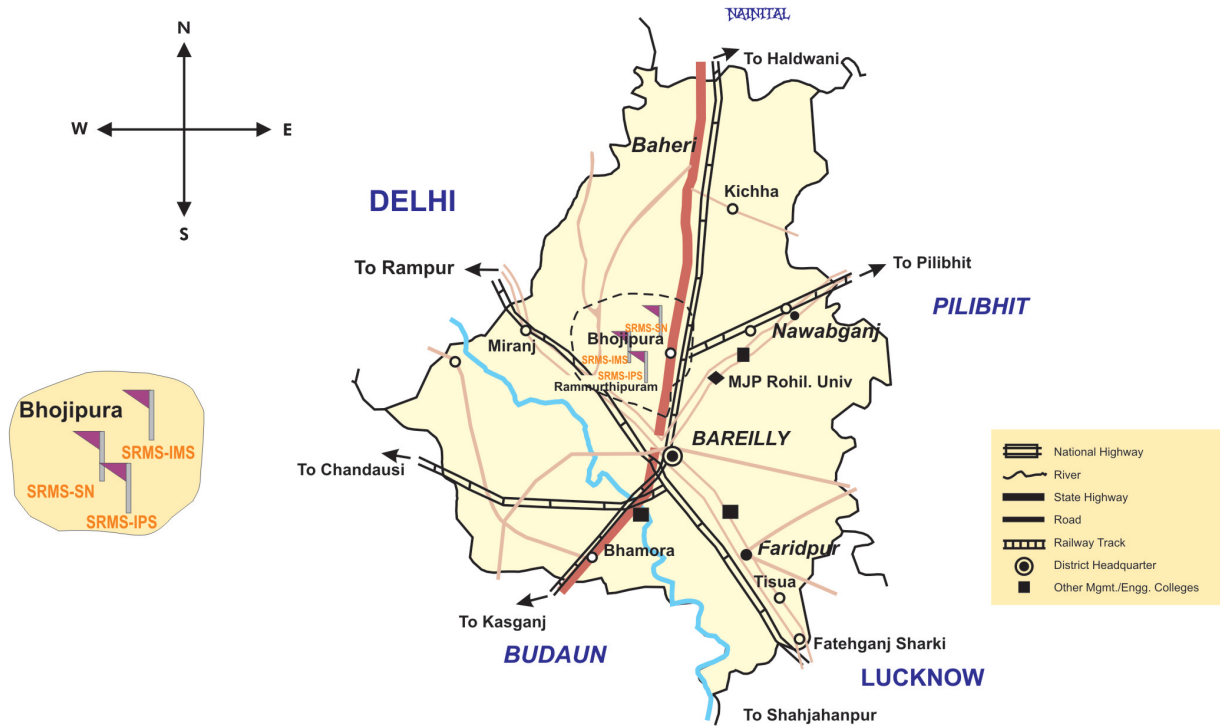 NAINITAL
N
To Haldwani
W
E
Baheri
Kichha
DELHI
S
To Rampur
To Pilibhit
PILIBHIT
SRMS-SN
Nawabganj
Miranj
Bhojipura
SRMS-IMS
SRMS-IPS
Rammurthipuram
MJP Rohil. Univ
Bhojipura
SRMS-IMS
SRMS-SN
SRMS-IPS
BAREILLY
To Chandausi
National Highway
River
State Highway
Road
Railway Track
District Headquarter
Other Mgmt./Engg. Colleges
Bhamora
Faridpur
Tisua
To Kasganj
Fatehganj Sharki
BUDAUN
LUCKNOW
To Shahjahanpur